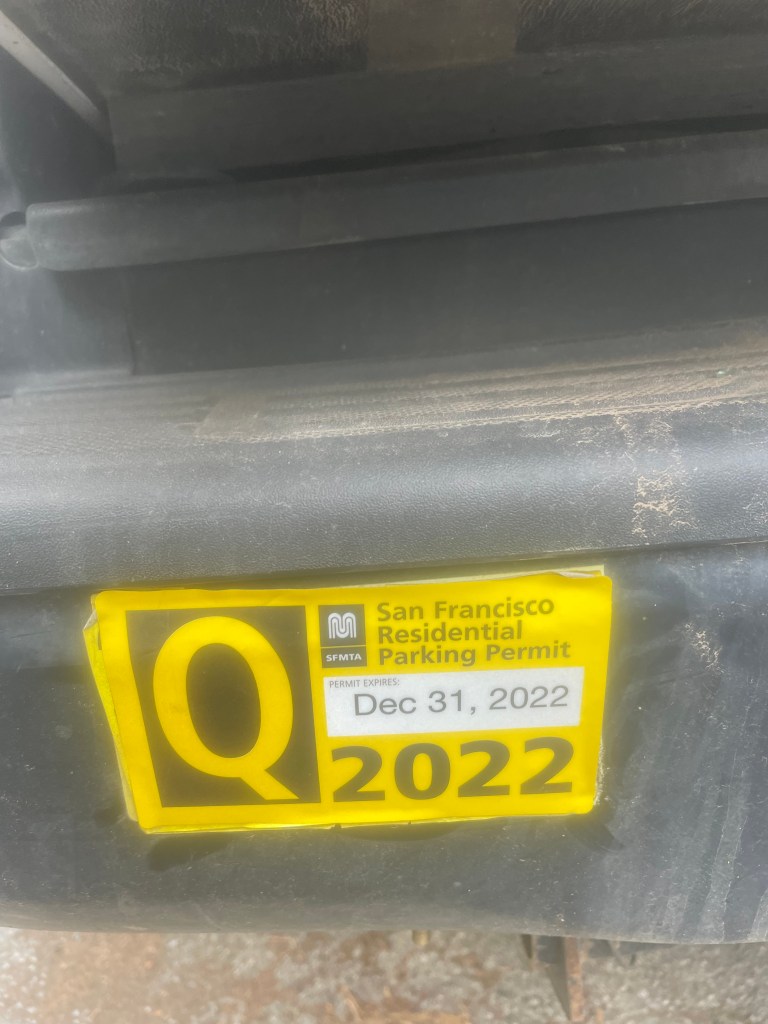 Q
SFMTA
San Francisco
Residential
Parking Permit
PERMIT EXPIRES:
Dec 31, 2022
2022